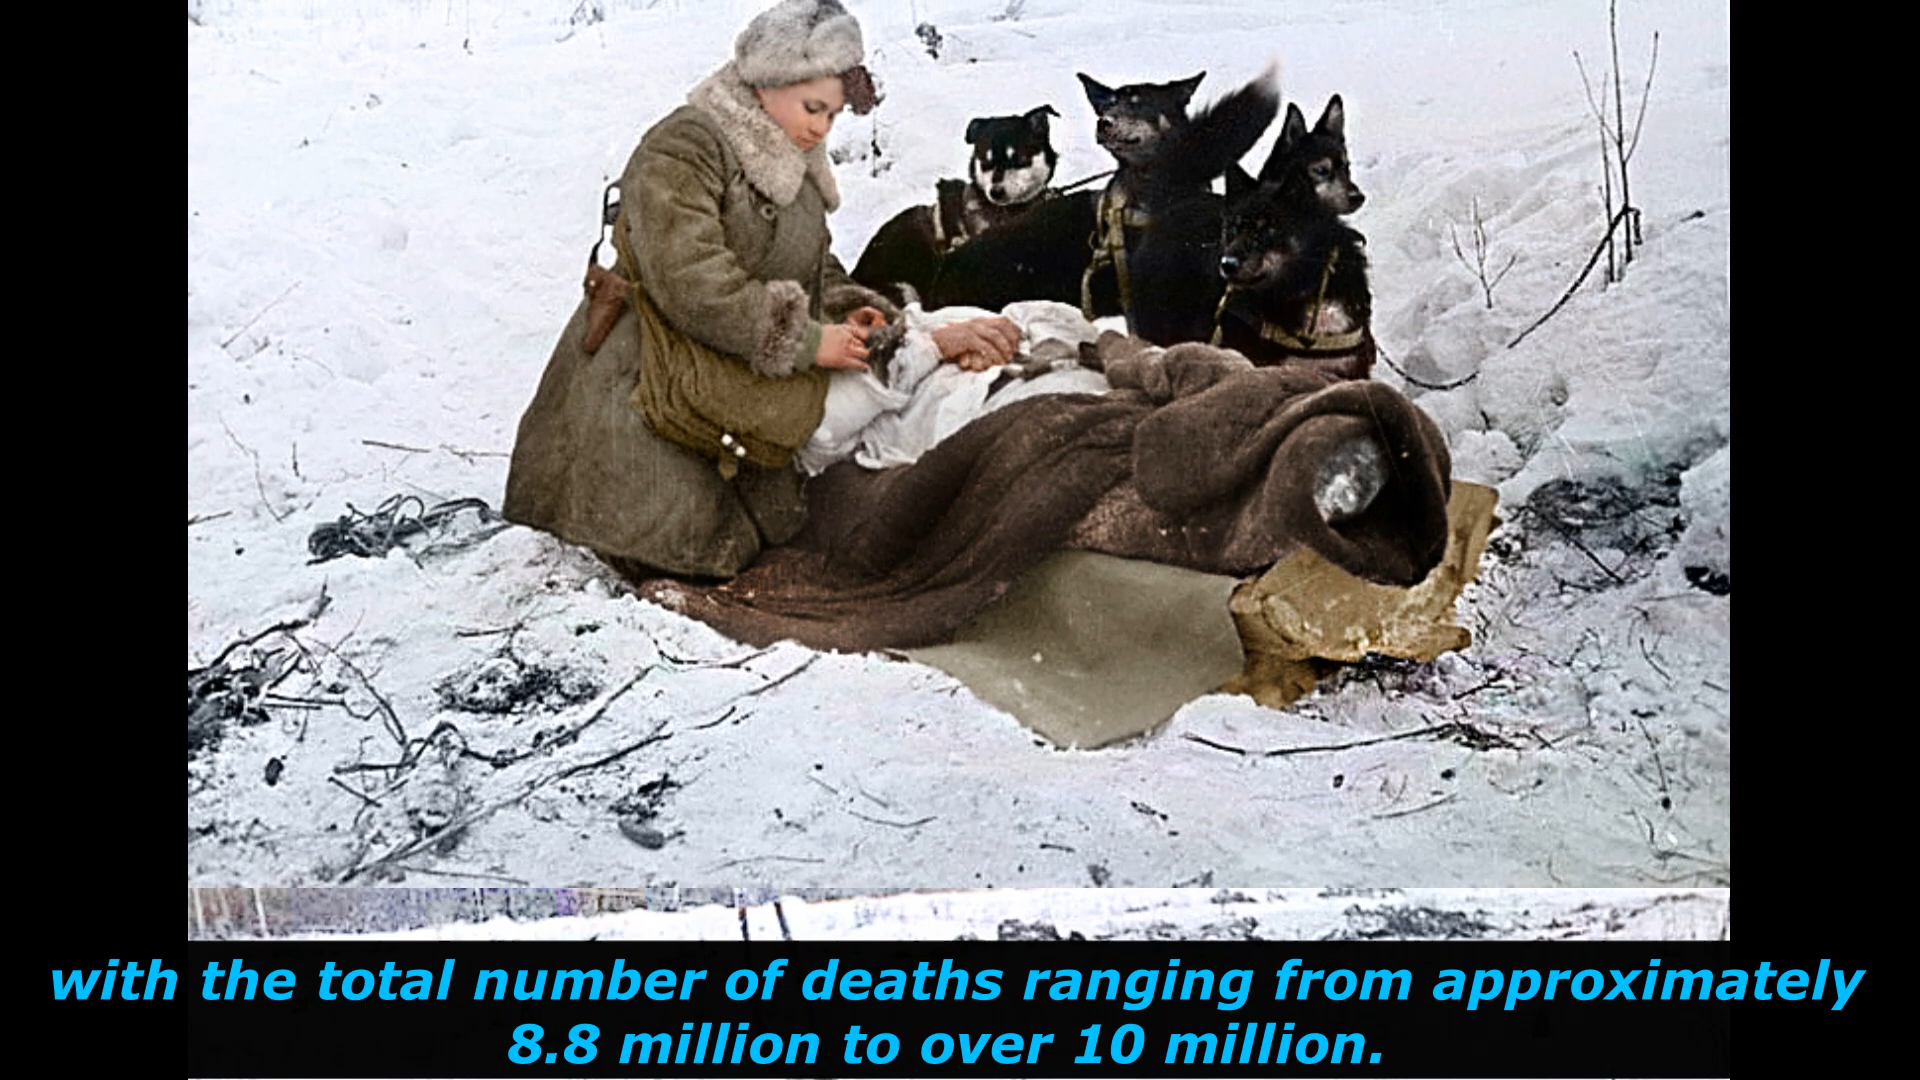 with the total number of deaths ranging from approximately
8.8 million to over 10 million.